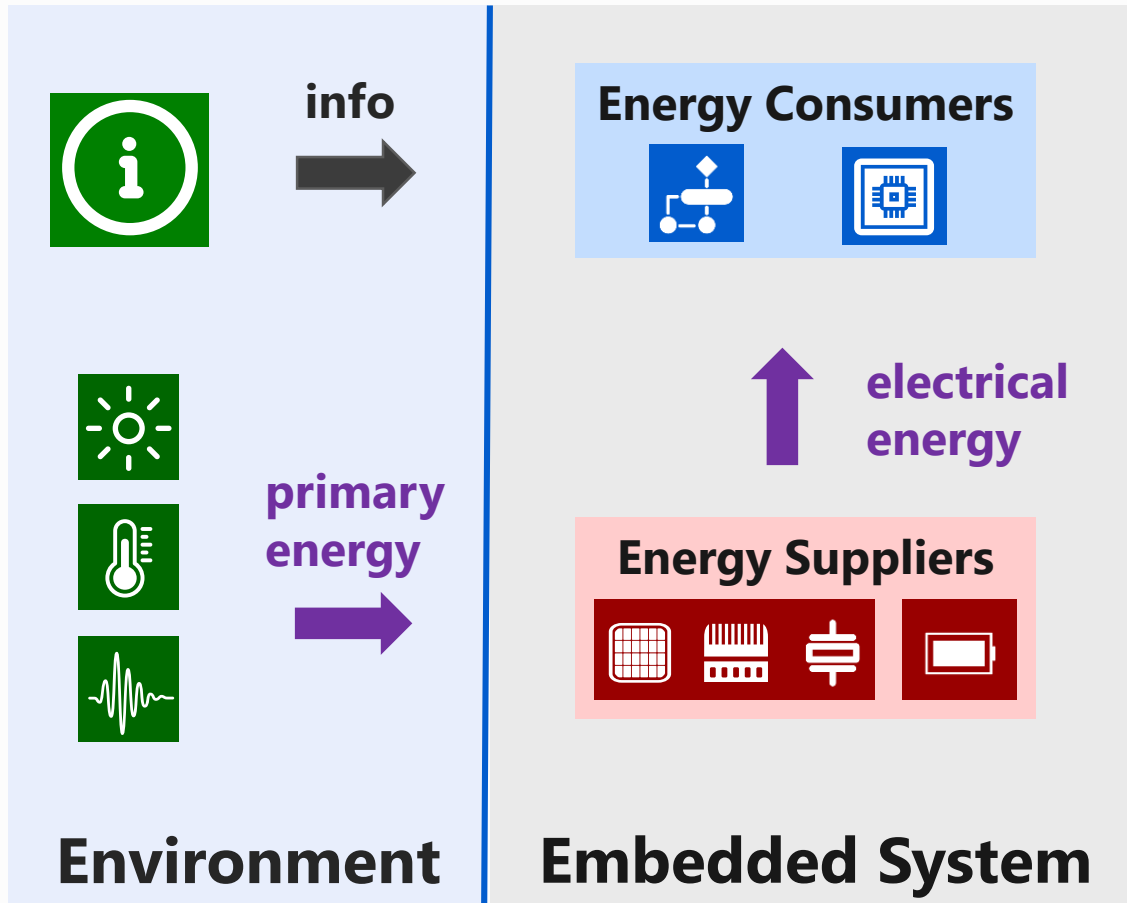 info
Energy Consumers
primary
energy
electrical
energy
Energy Suppliers
Environment
Embedded System